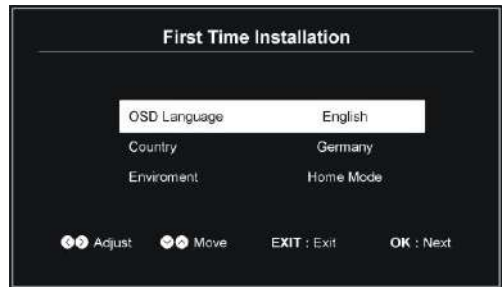 First Time Installation
OSD Language English
Country Germany
Enviroment Home Mode
Adjust Move EXIT : Exit OK : Next